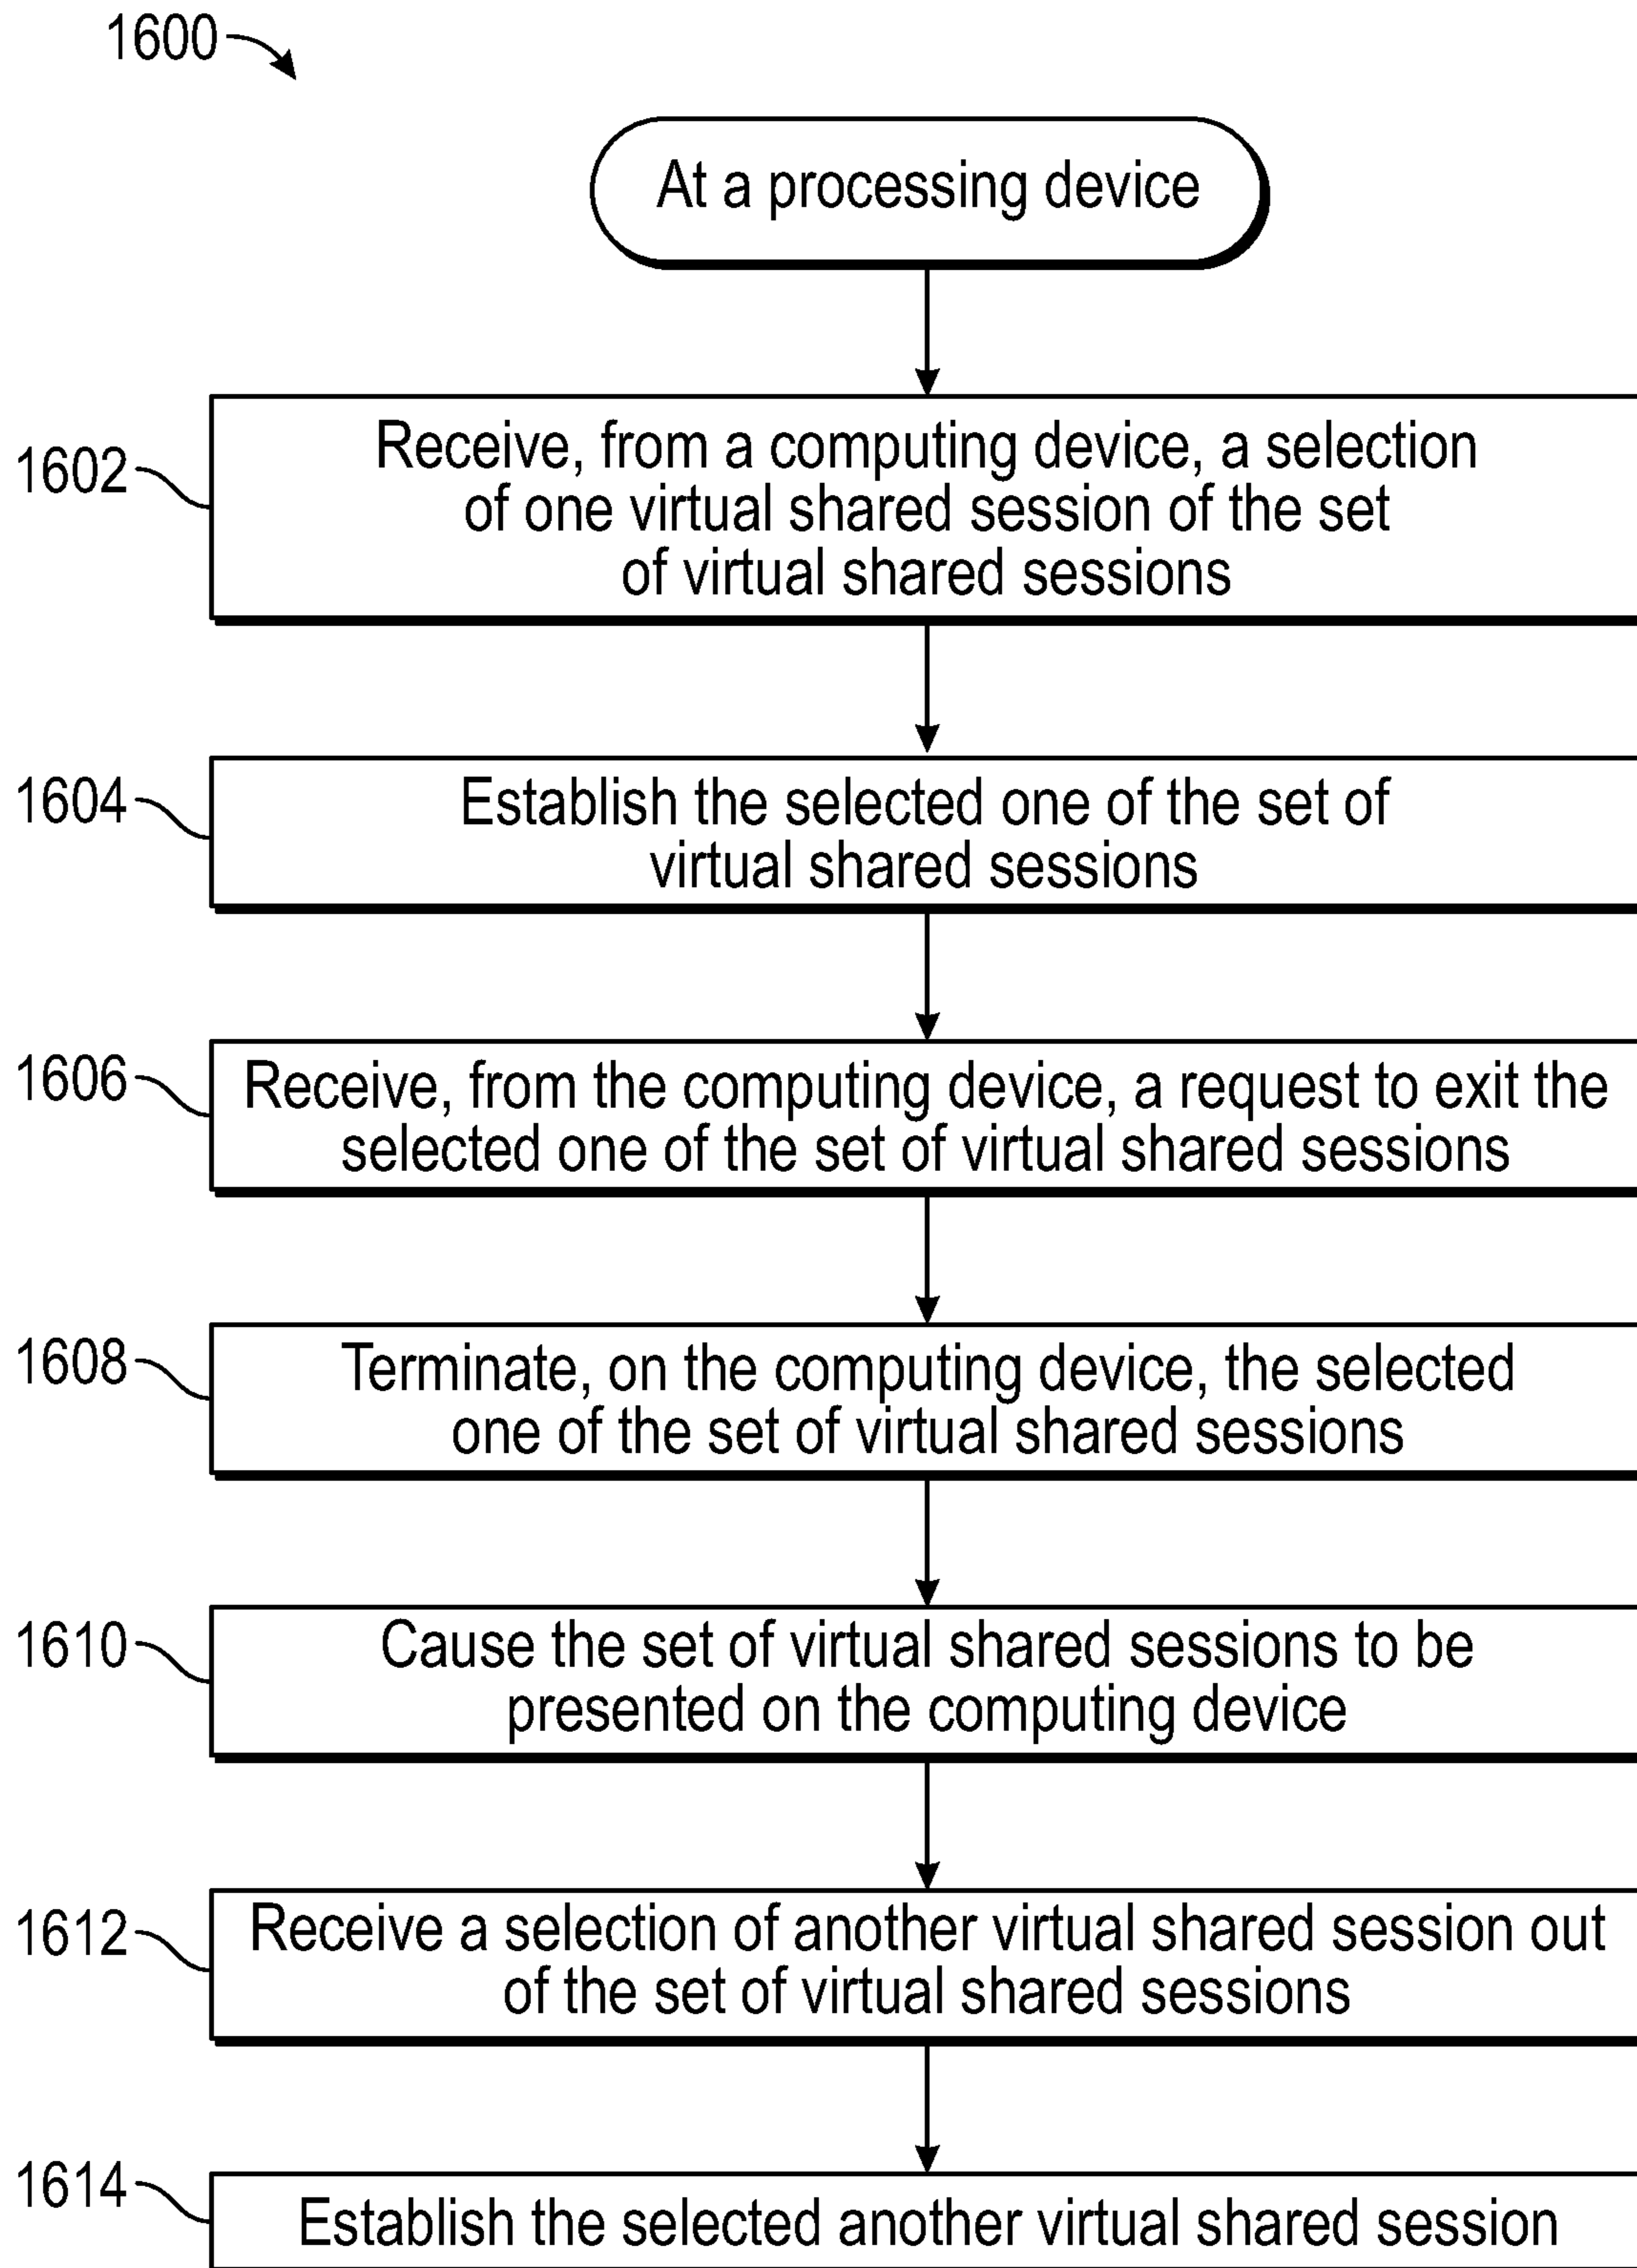 1600
At a processing device
1602
Receive, from a computing device, a selection
of one virtual shared session of the set
of virtual shared sessions
1604
Establish the selected one of the set of
virtual shared sessions
1606
Receive, from the computing device, a request to exit the
selected one of the set of virtual shared sessions
1608
Terminate, on the computing device, the selected
one of the set of virtual shared sessions
1610
Cause the set of virtual shared sessions to be
presented on the computing device
1612
Receive a selection of another virtual shared session out
of the set of virtual shared sessions
1614
Establish the selected another virtual shared session